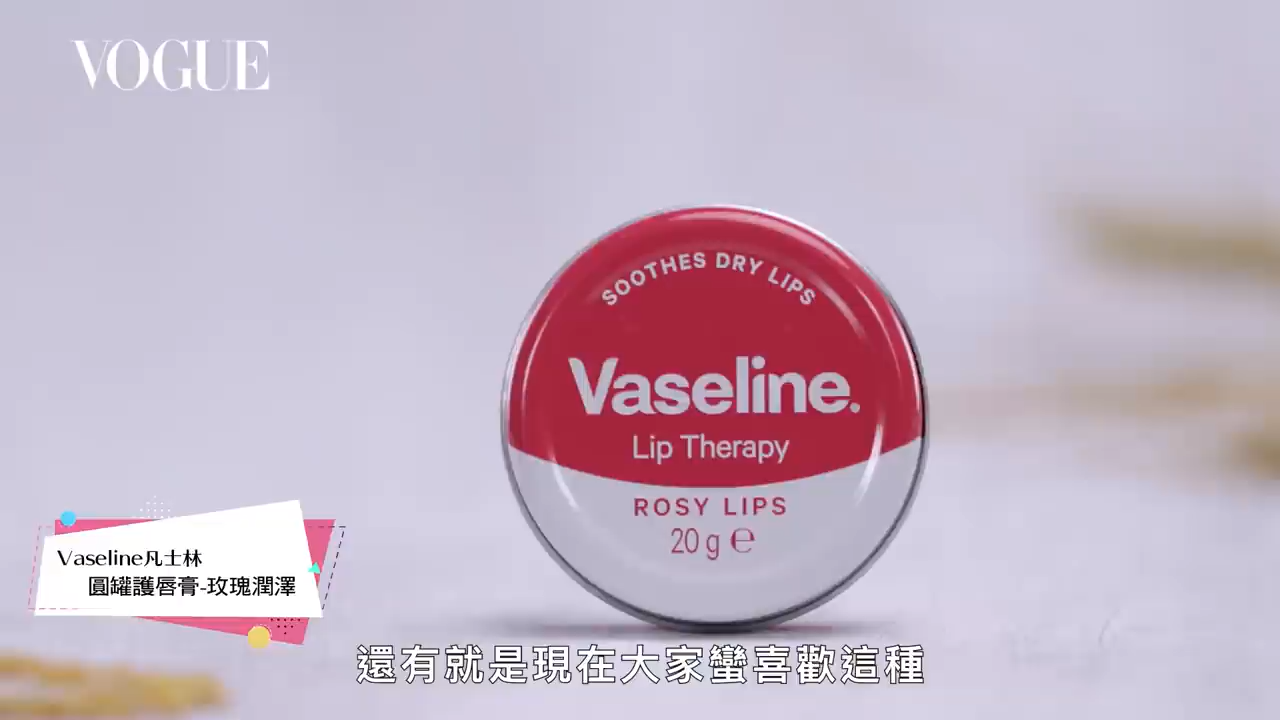 VOGUE
SOOTHES DRY LIPS
Vaseline.
Lip Therapy
ROSY LIPS
20 g ℮
Vaseline凡士林
圓罐護唇膏-玫瑰潤澤
還有就是現在大家蠻喜歡這種